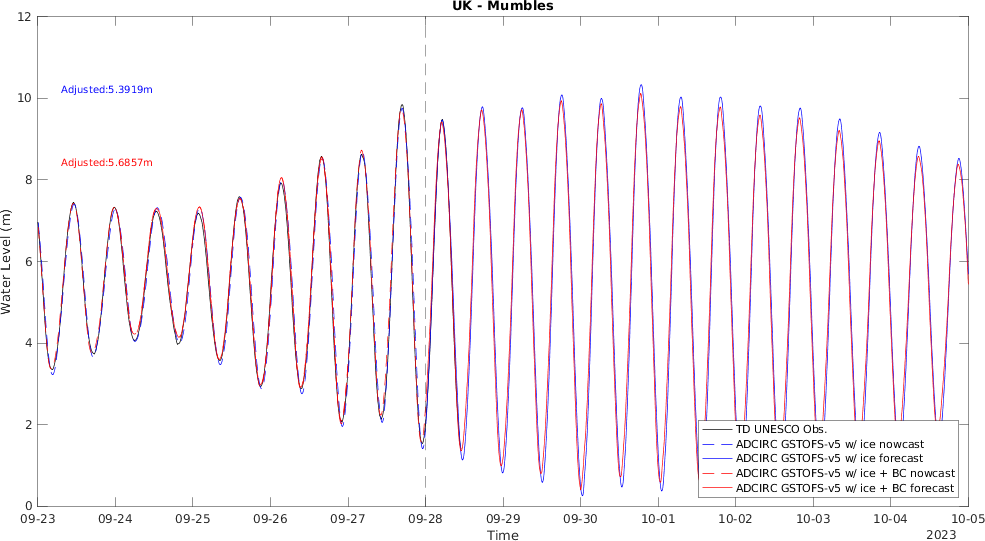 UK - Mumbles
12
10
8
6
4
2
0
Water Level (m)
Adjusted:5.3919m
Adjusted:5.6857m
TD UNESCO Obs.
ADCIRC GSTOFS-v5 w/ ice nowcast
ADCIRC GSTOFS-v5 w/ ice forecast
ADCIRC GSTOFS-v5 w/ ice + BC nowcast
ADCIRC GSTOFS-v5 w/ ice + BC forecast
09-23 09-24 09-25 09-26 09-27 09-28 09-29 09-30 10-01 10-02 10-03 10-04 10-05
Time
2023